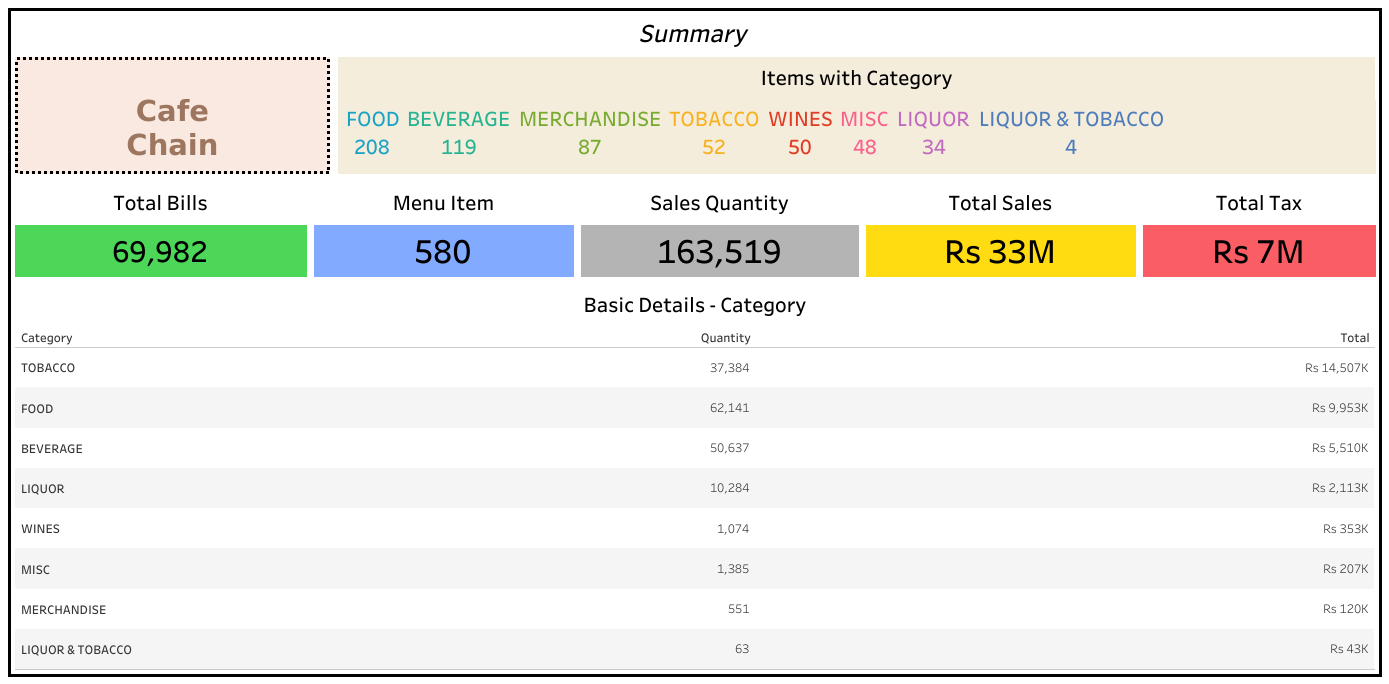 Summary
Cafe
Chain
Items with Category
FOOD BEVERAGE MERCHANDISE TOBACCO WINES MISC LIQUOR LIQUOR & TOBACCO
208 119 87 52 50 48 34 4
Total Bills Menu Item Sales Quantity Total Sales Total Tax
69,982 580 163,519 Rs 33M Rs 7M
Basic Details - Category
Category Quantity Total
TOBACCO 37,384 Rs 14,507K
FOOD 62,141 Rs 9,953K
BEVERAGE 50,637 Rs 5,510K
LIQUOR 10,284 Rs 2,113K
WINES 1,074 Rs 353K
MISC 1,385 Rs 207K
MERCHANDISE 551 Rs 120K
LIQUOR & TOBACCO 63 Rs 43K